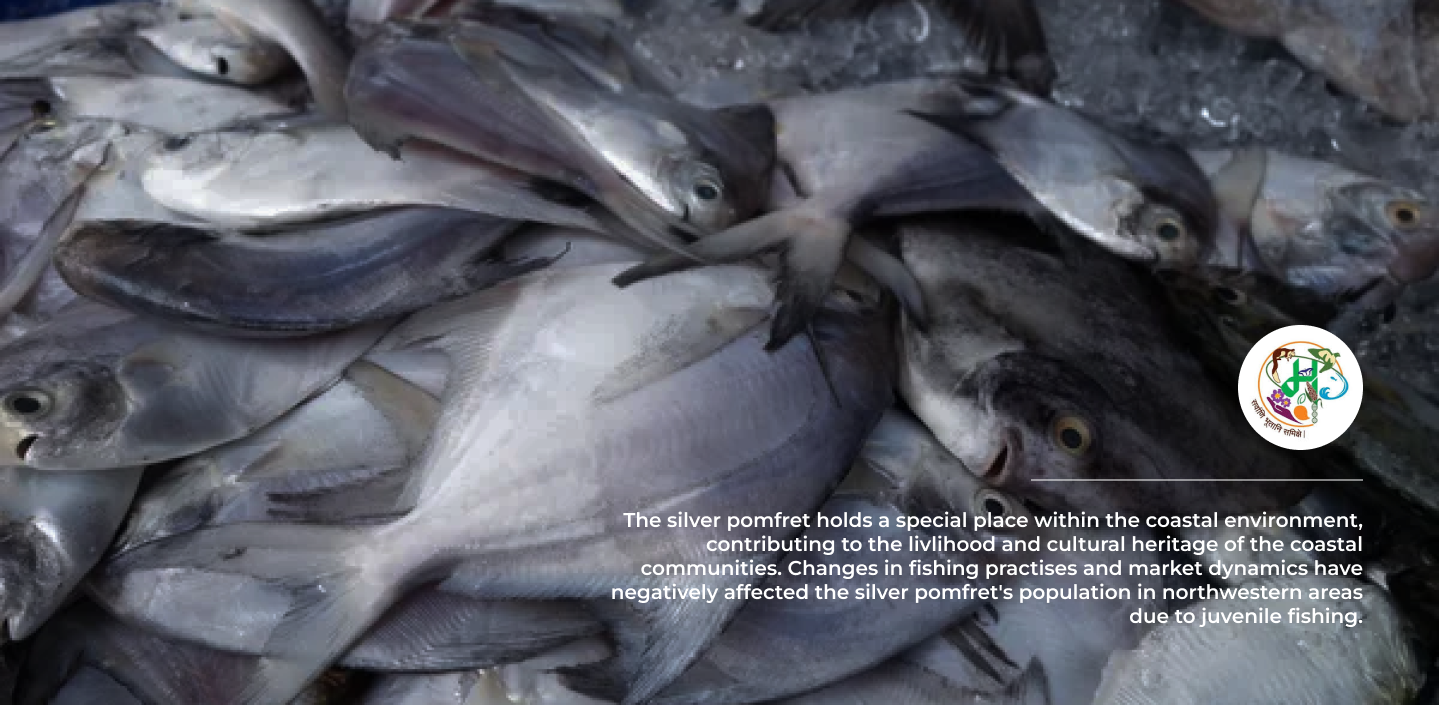 सर्वाणि भूतानि समिक्षे|
The silver pomfret holds a special place within the coastal environment,
contributing to the livlihood and cultural heritage of the coastal
communities. Changes in fishing practises and market dynamics have
negatively affected the silver pomfret's population in northwestern areas
due to juvenile fishing.